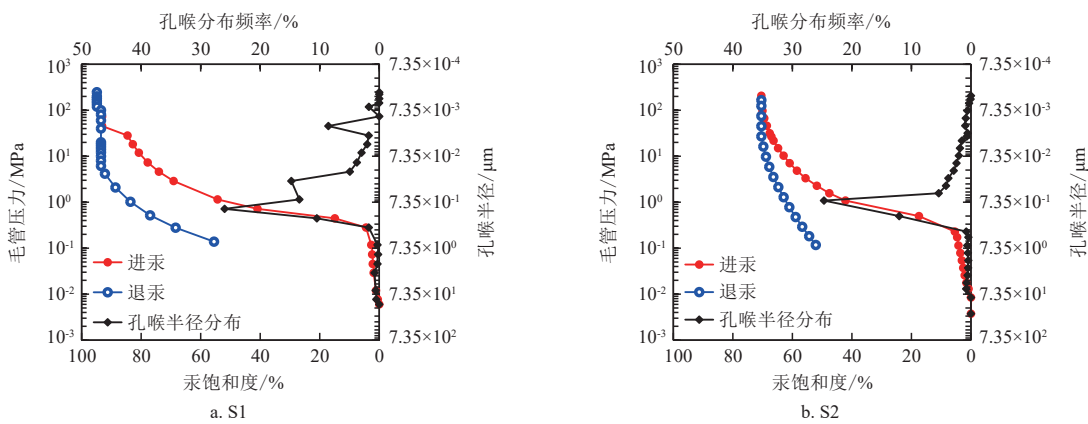 孔喉分布频率/%
50 40 30 20 10 0
毛管压力/MPa
10³ 10² 10¹ 10⁰ 10⁻¹ 10⁻² 10⁻³
7.35×10⁻⁴
7.35×10⁻³
7.35×10⁻²
7.35×10⁻¹
7.35×10⁰
7.35×10¹
7.35×10²
孔喉半径/μm
进汞
退汞
孔喉半径分布
100 80 60 40 20 0
汞饱和度/%
a. S1
孔喉分布频率/%
50 40 30 20 10 0
毛管压力/MPa
10³ 10² 10¹ 10⁰ 10⁻¹ 10⁻² 10⁻³
7.35×10⁻⁴
7.35×10⁻³
7.35×10⁻²
7.35×10⁻¹
7.35×10⁰
7.35×10¹
7.35×10²
孔喉半径/μm
进汞
退汞
孔喉半径分布
100 80 60 40 20 0
汞饱和度/%
b. S2